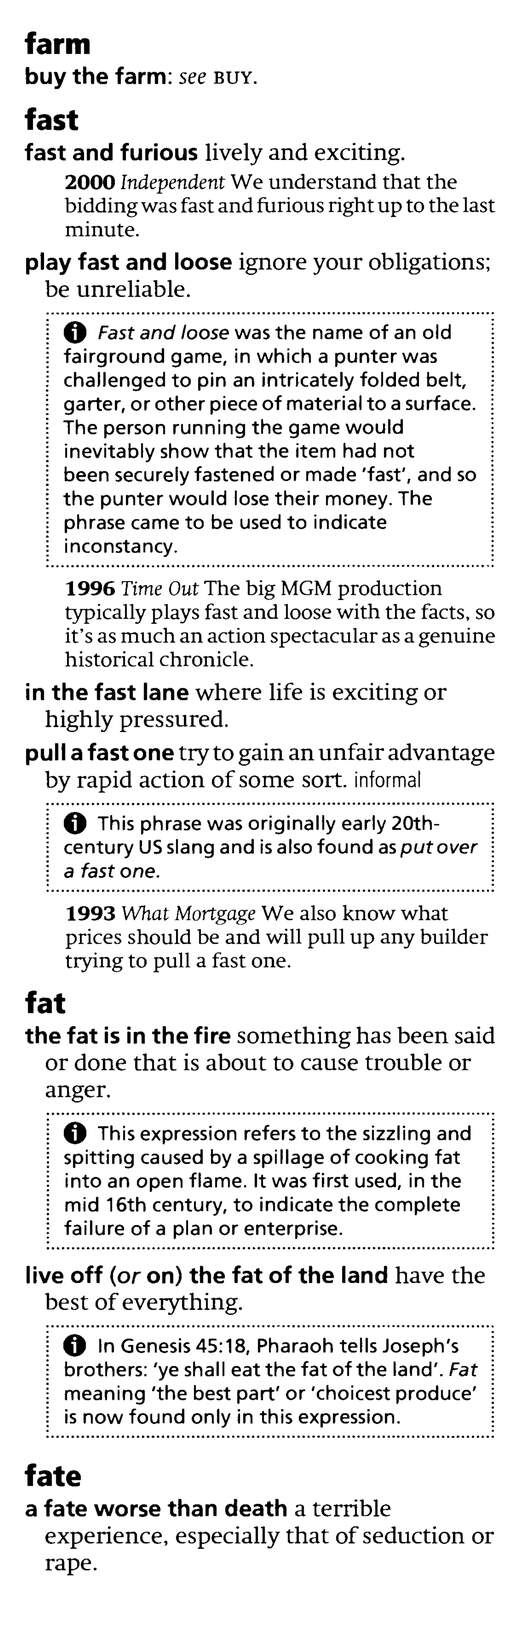 farm
buy the farm: see BUY.
fast
fast and furious lively and exciting.
2000 Independent We understand that the
bidding was fast and furious right up to the last
minute.
play fast and loose ignore your obligations;
be unreliable.
Fast and loose was the name of an old
fairground game, in which a punter was
challenged to pin an intricately folded belt,
garter, or other piece of material to a surface.
The person running the game would
inevitably show that the item had not
been securely fastened or made ‘fast’, and so
the punter would lose their money. The
phrase came to be used to indicate
inconstancy.
1996 Time Out The big MGM production
typically plays fast and loose with the facts, so
it’s as much an action spectacular as a genuine
historical chronicle.
in the fast lane where life is exciting or
highly pressured.
pull a fast one try to gain an unfair advantage
by rapid action of some sort. informal
This phrase was originally early 20th-
century US slang and is also found as put over
a fast one.
1993 What Mortgage We also know what
prices should be and will pull up any builder
trying to pull a fast one.
fat
the fat is in the fire something has been said
or done that is about to cause trouble or
anger.
This expression refers to the sizzling and
spitting caused by a spillage of cooking fat
into an open flame. It was first used, in the
mid 16th century, to indicate the complete
failure of a plan or enterprise.
live off (or on) the fat of the land have the
best of everything.
In Genesis 45:18, Pharaoh tells Joseph’s
brothers: ‘ye shall eat the fat of the land’. Fat
meaning ‘the best part’ or ‘choicest produce’
is now found only in this expression.
fate
a fate worse than death a terrible
experience, especially that of seduction or
rape.